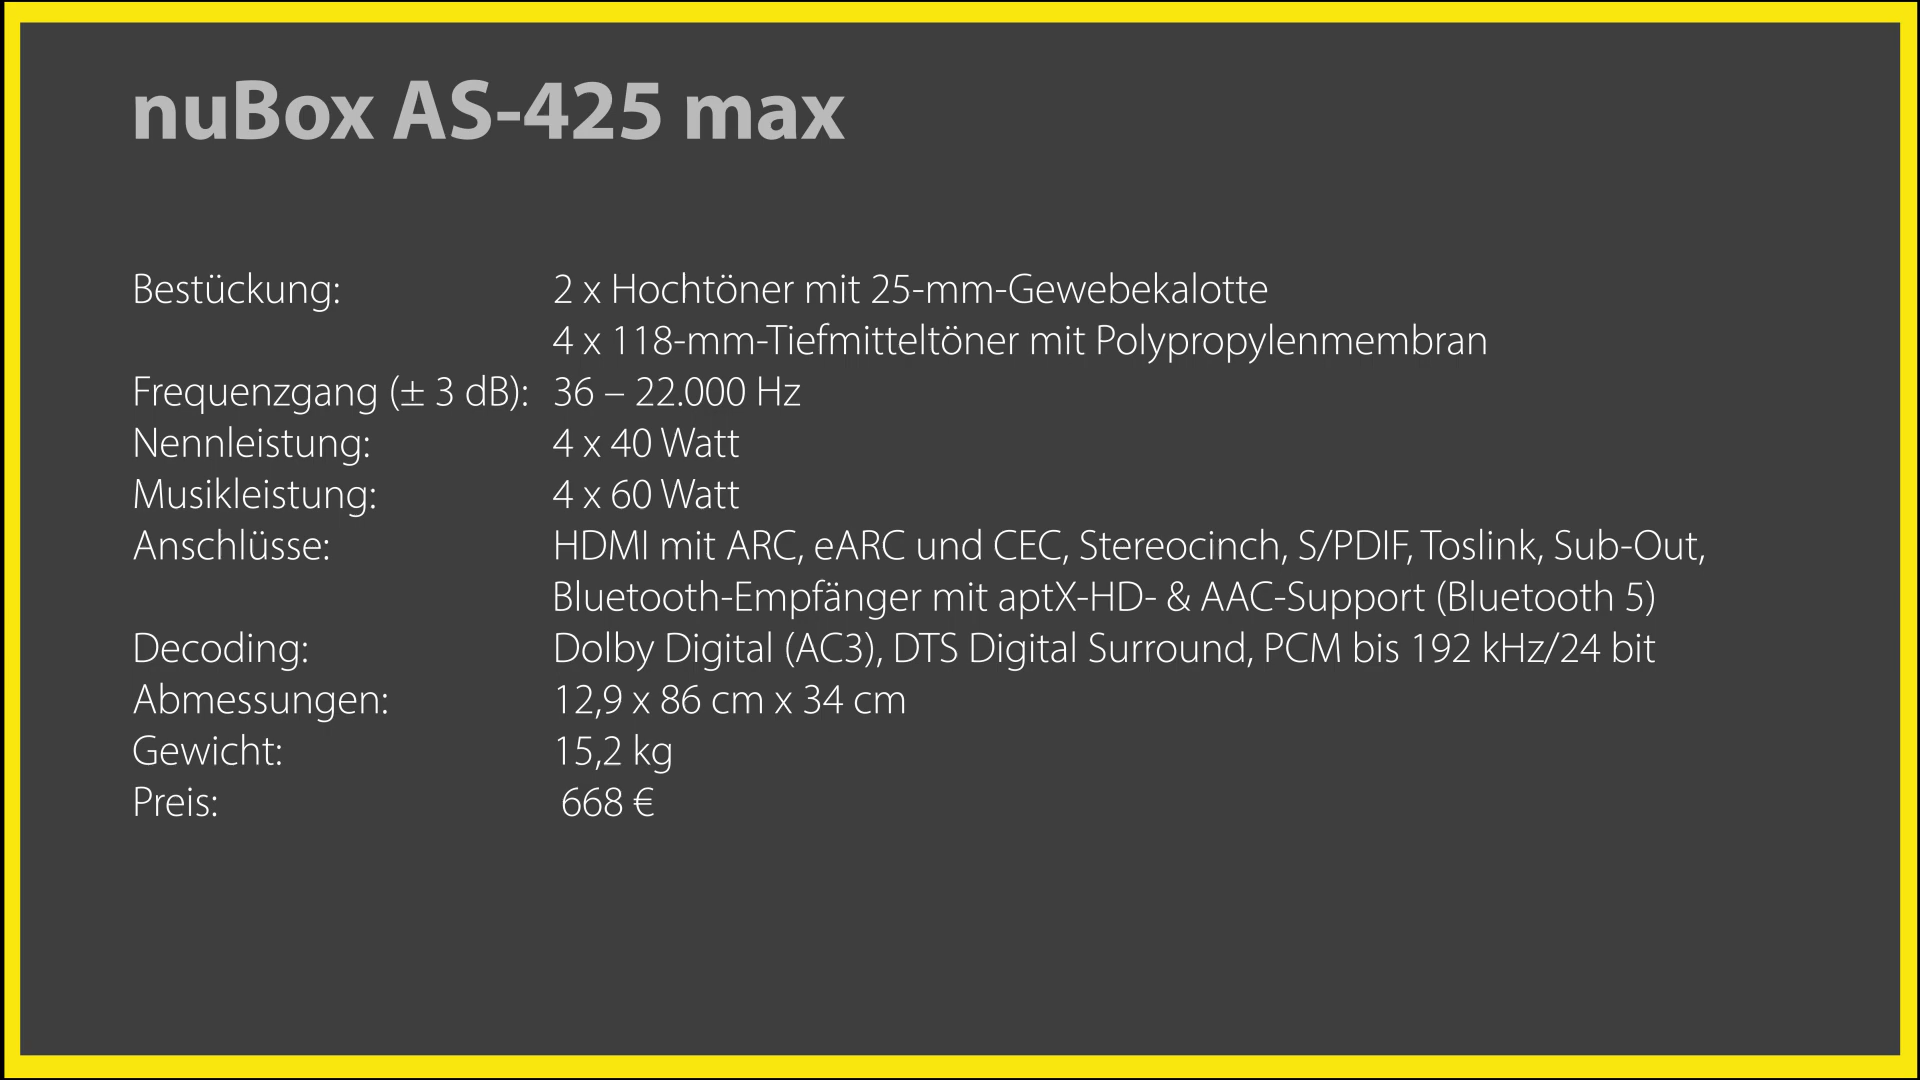 nuBox AS-425 max
Bestückung: 2 x Hochtöner mit 25-mm-Gewebekalotte
4 x 118-mm-Tiefmitteltöner mit Polypropylenmembran
Frequenzgang (± 3 dB): 36 – 22.000 Hz
Nennleistung: 4 x 40 Watt
Musikleistung: 4 x 60 Watt
Anschlüsse: HDMI mit ARC, eARC und CEC, Stereocinch, S/PDIF, Toslink, Sub-Out,
Bluetooth-Empfänger mit aptX-HD- & AAC-Support (Bluetooth 5)
Decoding: Dolby Digital (AC3), DTS Digital Surround, PCM bis 192 kHz/24 bit
Abmessungen: 12,9 x 86 cm x 34 cm
Gewicht: 15,2 kg
Preis: 668 €